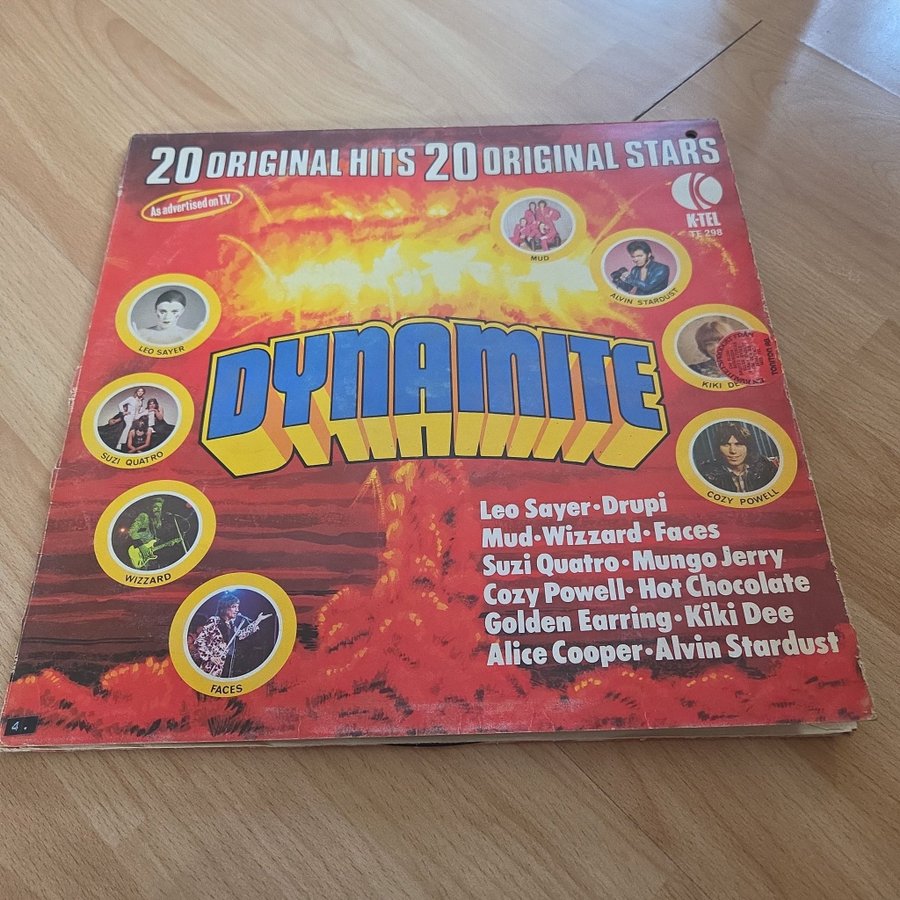 20 ORIGINAL HITS 20 ORIGINAL STARS
As advertised on T.V.
K-TEL
TE 298
MUD
ALVIN STARDUST
LEO SAYER
KIKI DEE
SUZI QUATRO
COZY POWELL
WIZZARD
FACES
DYNAMITE
Leo Sayer•Drupi
Mud•Wizzard•Faces
Suzi Quatro•Mungo Jerry
Cozy Powell•Hot Chocolate
Golden Earring•Kiki Dee
Alice Cooper•Alvin Stardust
4.